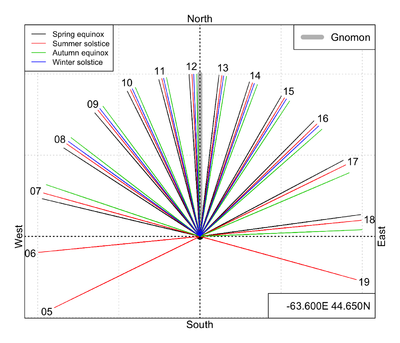 North
Spring equinox
Summer solstice
Autumn equinox
Winter solstice
Gnomon
12
11
13
10
14
09
15
16
08
17
07
18
West
East
06
19
05
-63.600E 44.650N
South